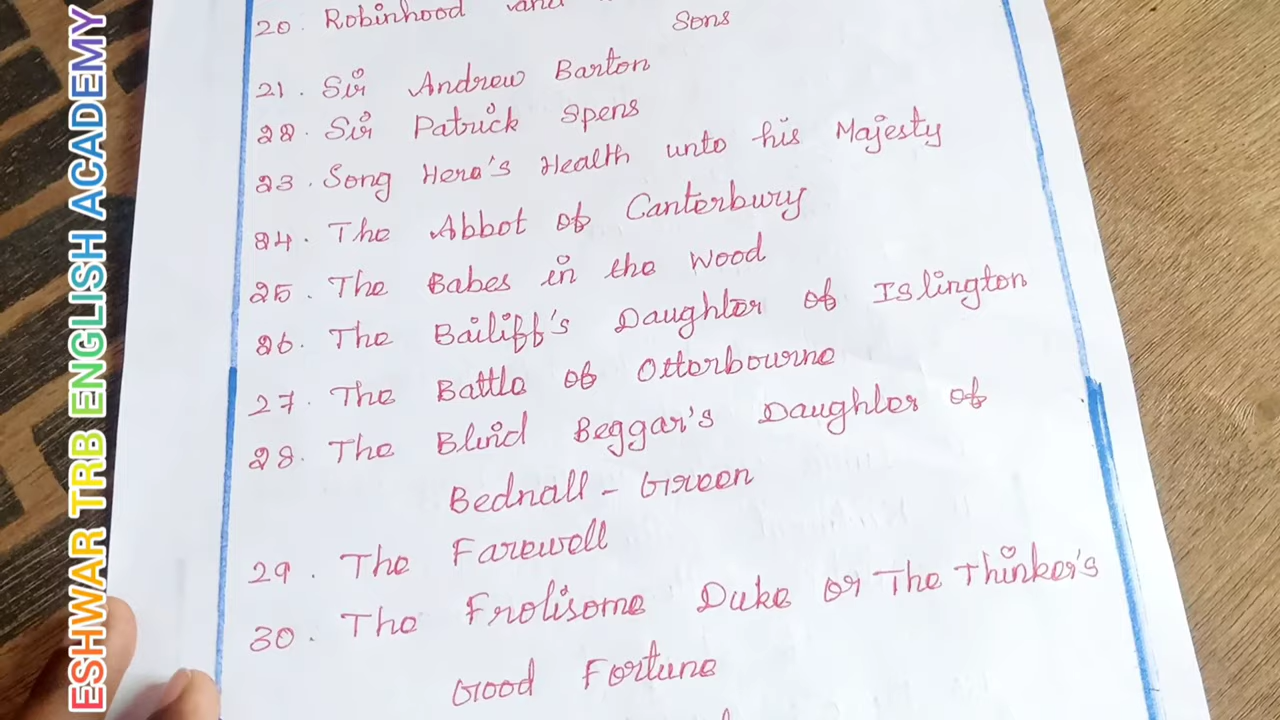 ESHWAR TRB ENGLISH ACADEMY
20. Robinhood and
Sons
21. Sir Andrew Barton
22. Sir Patrick Spens
23. Song Here's Health unto his Majesty
24. The Abbot of Canterbury
25. The Babes in the Wood
26. The Bailiff's Daughter of Islington
27. The Battle of Otterbourne
28. The Blind Beggar's Daughter of
Bednall - Green
29. The Farewell
30. The Frolisome Duke or The Thinker's
Good Fortune